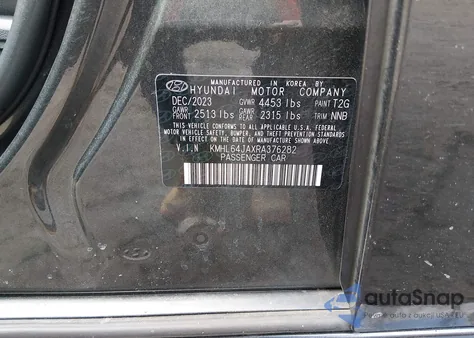 MANUFACTURED IN KOREA BY
HYUNDAI MOTOR COMPANY
DEC/2023 GVWR 4453 lbs PAINT T2G
GAWR FRONT 2513 lbs GAWR REAR 2315 lbs TRIM NNB
THIS VEHICLE CONFORMS TO ALL APPLICABLE
FEDERAL MOTOR VEHICLE SAFETY STANDARDS,
BUMPER, AND THEFT PREVENTION STANDARDS
IN EFFECT ON THE DATE OF MANUFACTURE
SHOWN ABOVE.
V.I.N KMHL64JAXRA376282
PASSENGER CAR
autoSnap